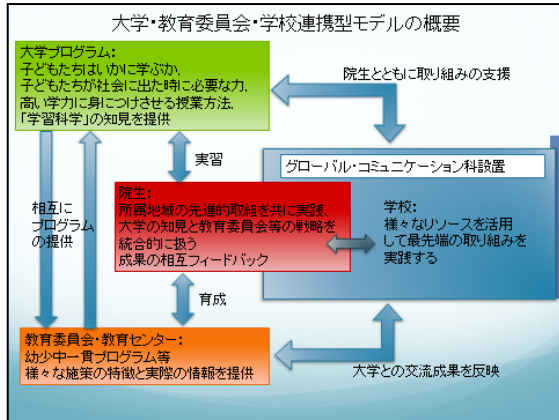 大学・教育委員会・学校連携型モデルの概要
大学プログラム：
子どもたちはいかに学ぶか、
子どもたちが社会に出た時に必要な力、
高い学力に身につけさせる授業方法、
「学習科学」の知見を提供
院生とともに取り組みの支援
実習
グローバル・コミュニケーション科設置
相互に
プログラム
の提供
院生：
所属地域の先進的取組を共に実践、
大学の知見と教育委員会等の戦略を
統合的に扱う
成果の相互フィードバック
学校：
様々なリソースを活用
して最先端の取り組みを
実践する
育成
教育委員会・教育センター：
幼少中一貫プログラム等
様々な施策の特徴と実際の情報を提供
大学との交流成果を反映